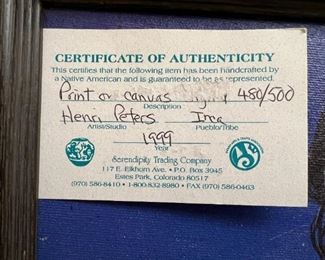 CERTIFICATE OF AUTHENTICITY
This certifies that the following item has been handcrafted by
a Native American and is guaranteed to be as represented.
Print on canvas 450/500
Description
Henri Peters Inca
Artist/Studio Pueblo/Tribe
1999
Year
Serendipity Trading Company
117 E. Elkhorn Ave. • P.O. Box 3945
Estes Park, Colorado 80517
(970) 586-8410 • 1-800-832-8980 • FAX (970) 586-0463